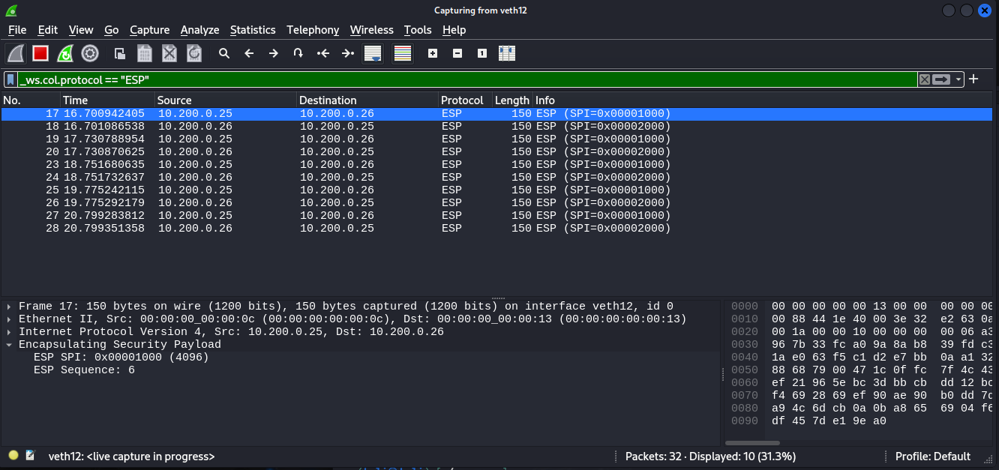 Capturing from veth12
File Edit View Go Capture Analyze Statistics Telephony Wireless Tools Help
_ws.col.protocol == "ESP"
No. Time Source Destination Protocol Length Info
17 16.700942405 10.200.0.25 10.200.0.26 ESP 150 ESP (SPI=0x00001000)
18 16.701086538 10.200.0.26 10.200.0.25 ESP 150 ESP (SPI=0x00002000)
19 17.730788954 10.200.0.25 10.200.0.26 ESP 150 ESP (SPI=0x00001000)
20 17.730870625 10.200.0.26 10.200.0.25 ESP 150 ESP (SPI=0x00002000)
23 18.751680635 10.200.0.25 10.200.0.26 ESP 150 ESP (SPI=0x00001000)
24 18.751732637 10.200.0.26 10.200.0.25 ESP 150 ESP (SPI=0x00002000)
25 19.775242115 10.200.0.25 10.200.0.26 ESP 150 ESP (SPI=0x00001000)
26 19.775292179 10.200.0.26 10.200.0.25 ESP 150 ESP (SPI=0x00002000)
27 20.799283812 10.200.0.25 10.200.0.26 ESP 150 ESP (SPI=0x00001000)
28 20.799351358 10.200.0.26 10.200.0.25 ESP 150 ESP (SPI=0x00002000)
Frame 17: 150 bytes on wire (1200 bits), 150 bytes captured (1200 bits) on interface veth12, id 0
Ethernet II, Src: 00:00:00_00:00:0c (00:00:00:00:00:0c), Dst: 00:00:00_00:00:13 (00:00:00:00:00:13)
Internet Protocol Version 4, Src: 10.200.0.25, Dst: 10.200.0.26
Encapsulating Security Payload
ESP SPI: 0x00001000 (4096)
ESP Sequence: 6
0000 00 00 00 00 00 13 00 00 00 00 00
0010 00 88 44 1e 40 00 3e 32 e2 63 0a
0020 00 1a 00 00 10 00 00 00 00 06 a3
0030 96 7b 33 fc a0 9a 8a b8 39 fd c3
0040 1a e0 63 f5 c1 d2 e7 bb 0a a1 32
0050 88 68 79 00 47 1c 0f fc 7f 4c 43
0060 ef 21 96 5e bc 3d bb cb dd 12 bc
0070 f4 69 28 69 ef 90 ae 90 b0 dd 7d
0080 a9 4c 6d cb 0a 0b a8 65 69 04 f6
0090 df 45 7d e1 9e a0
veth12: <live capture in progress>
Packets: 32 · Displayed: 10 (31.3%)
Profile: Default